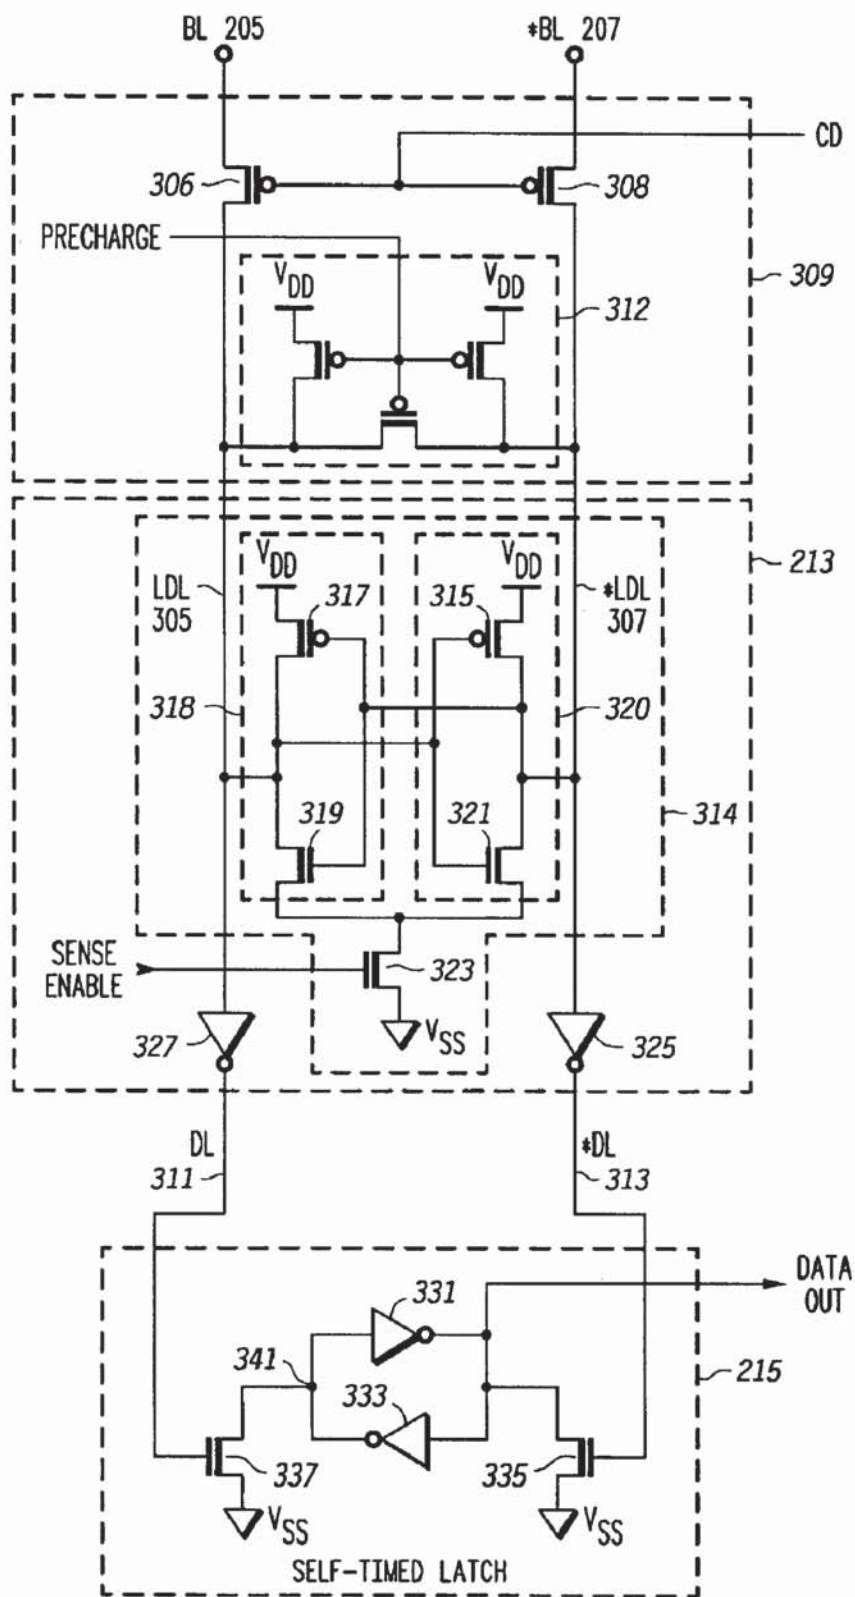 BL 205
*BL 207
CD
306
308
PRECHARGE
309
VDD
VDD
312
213
VDD
VDD
LDL
305
317
315
*LDL
307
318
320
319
321
314
SENSE
ENABLE
323
VSS
327
325
DL
311
*DL
313
DATA
OUT
331
341
333
215
337
335
VSS
VSS
SELF-TIMED LATCH